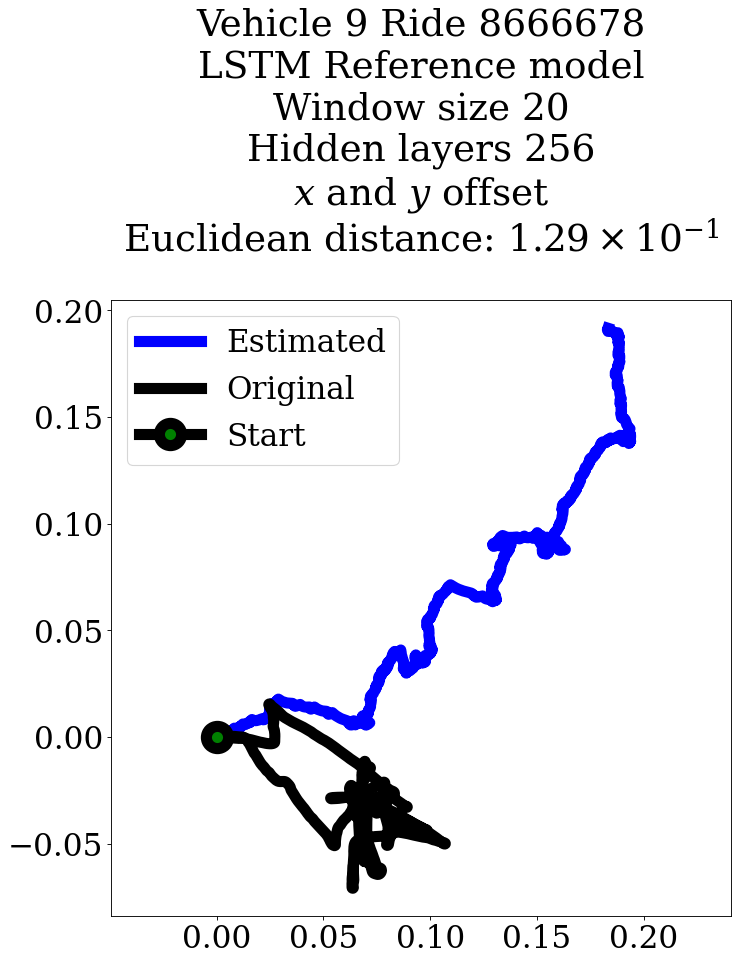 Vehicle 9 Ride 8666678
LSTM Reference model
Window size 20
Hidden layers 256
x and y offset
Euclidean distance: 1.29 × 10⁻¹
Estimated
Original
Start
0.20
0.15
0.10
0.05
0.00
−0.05
0.00 0.05 0.10 0.15 0.20